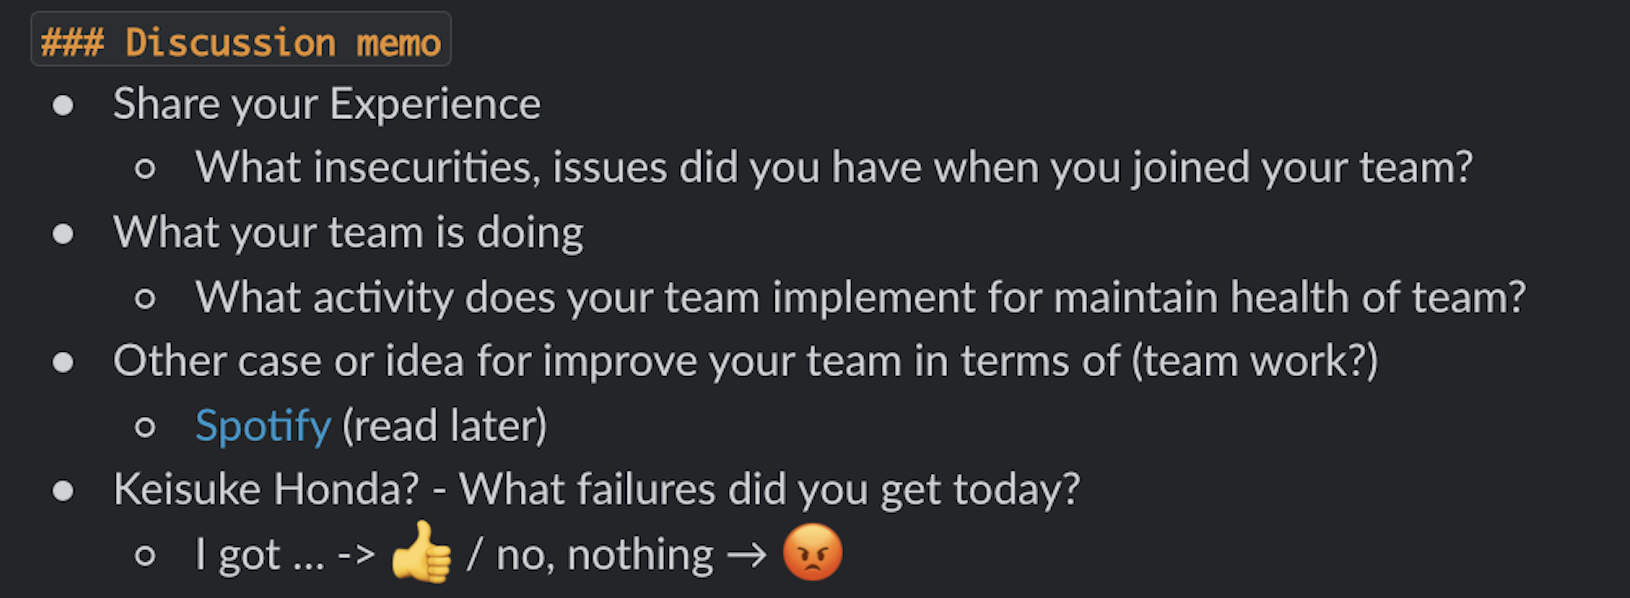 ### Discussion memo
● Share your Experience
○ What insecurities, issues did you have when you joined your team?
● What your team is doing
○ What activity does your team implement for maintain health of team?
● Other case or idea for improve your team in terms of (team work?)
○ Spotify (read later)
● Keisuke Honda? - What failures did you get today?
○ I got ... -> 👍 / no, nothing → 😡